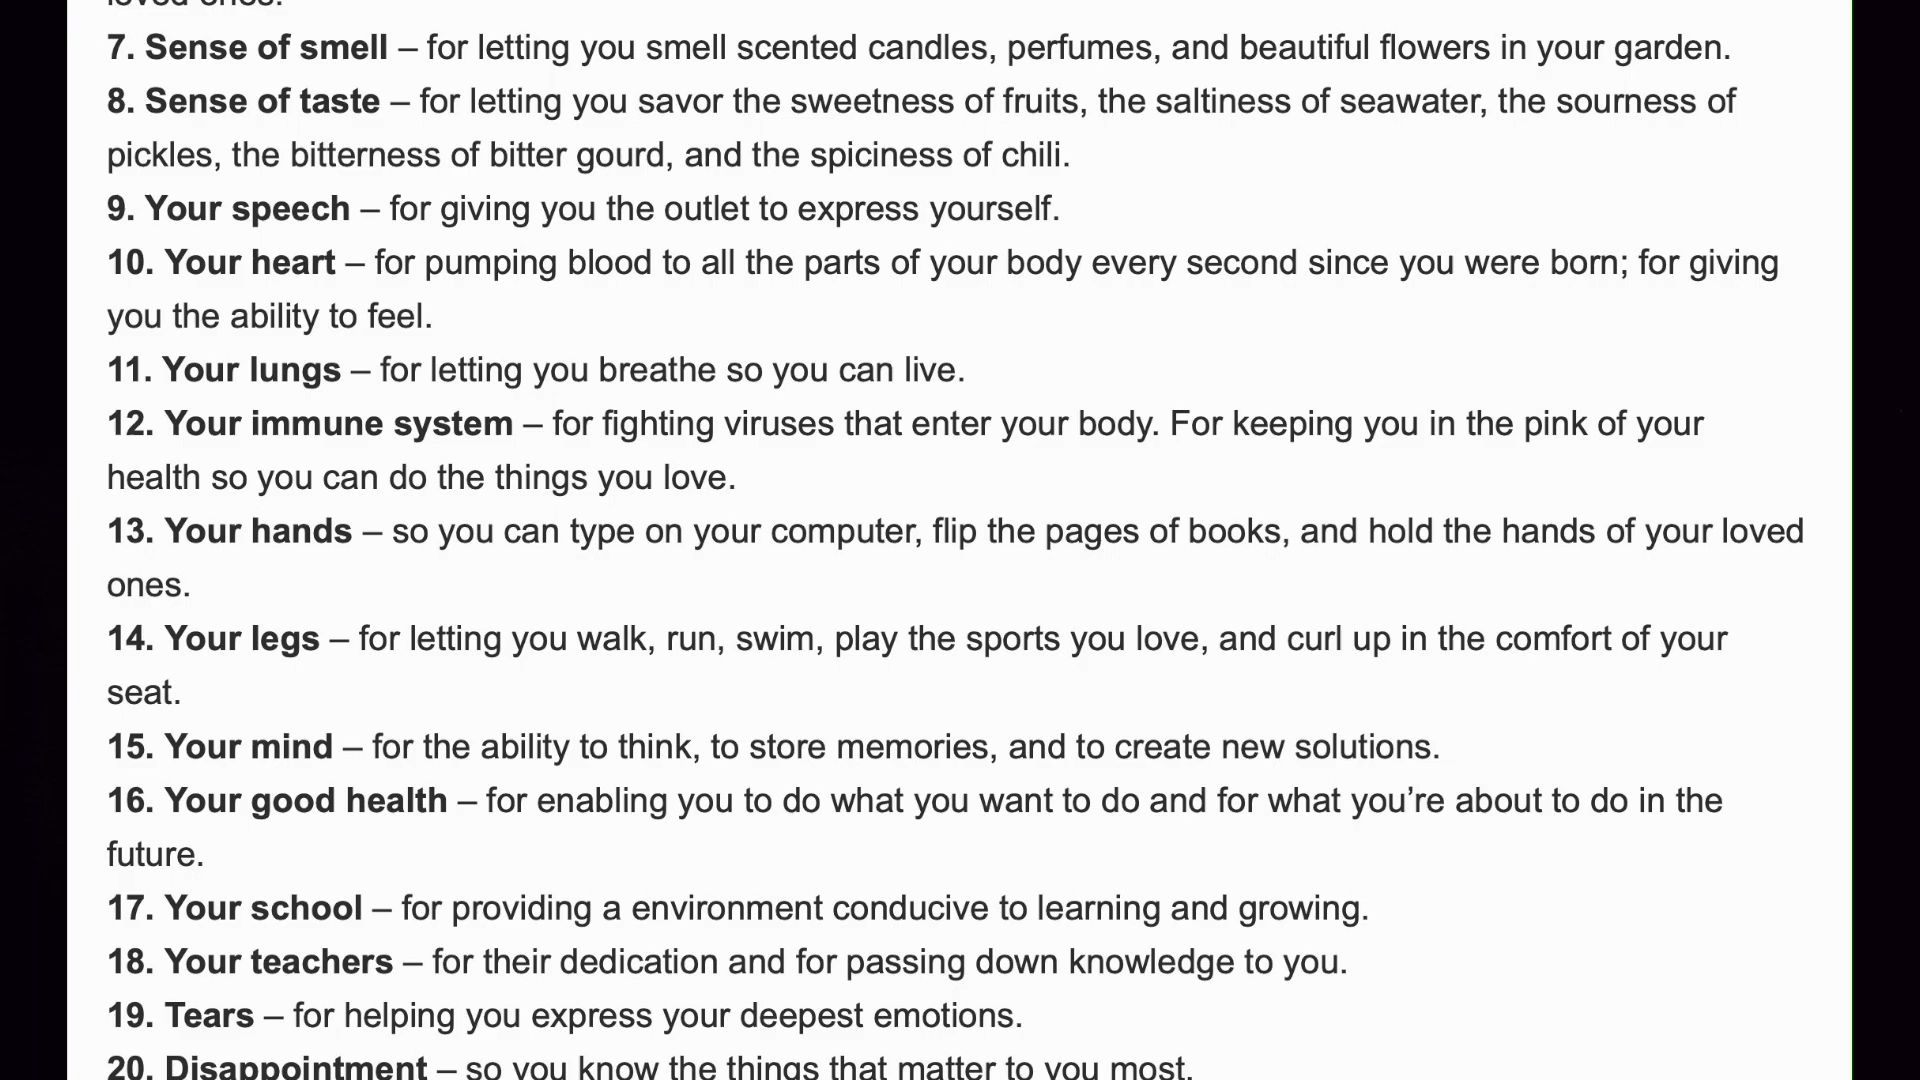 loved ones.
7. Sense of smell – for letting you smell scented candles, perfumes, and beautiful flowers in your garden.
8. Sense of taste – for letting you savor the sweetness of fruits, the saltiness of seawater, the sourness of
pickles, the bitterness of bitter gourd, and the spiciness of chili.
9. Your speech – for giving you the outlet to express yourself.
10. Your heart – for pumping blood to all the parts of your body every second since you were born; for giving
you the ability to feel.
11. Your lungs – for letting you breathe so you can live.
12. Your immune system – for fighting viruses that enter your body. For keeping you in the pink of your
health so you can do the things you love.
13. Your hands – so you can type on your computer, flip the pages of books, and hold the hands of your loved
ones.
14. Your legs – for letting you walk, run, swim, play the sports you love, and curl up in the comfort of your
seat.
15. Your mind – for the ability to think, to store memories, and to create new solutions.
16. Your good health – for enabling you to do what you want to do and for what you’re about to do in the
future.
17. Your school – for providing a environment conducive to learning and growing.
18. Your teachers – for their dedication and for passing down knowledge to you.
19. Tears – for helping you express your deepest emotions.
20. Disappointment – so you know the things that matter to you most.